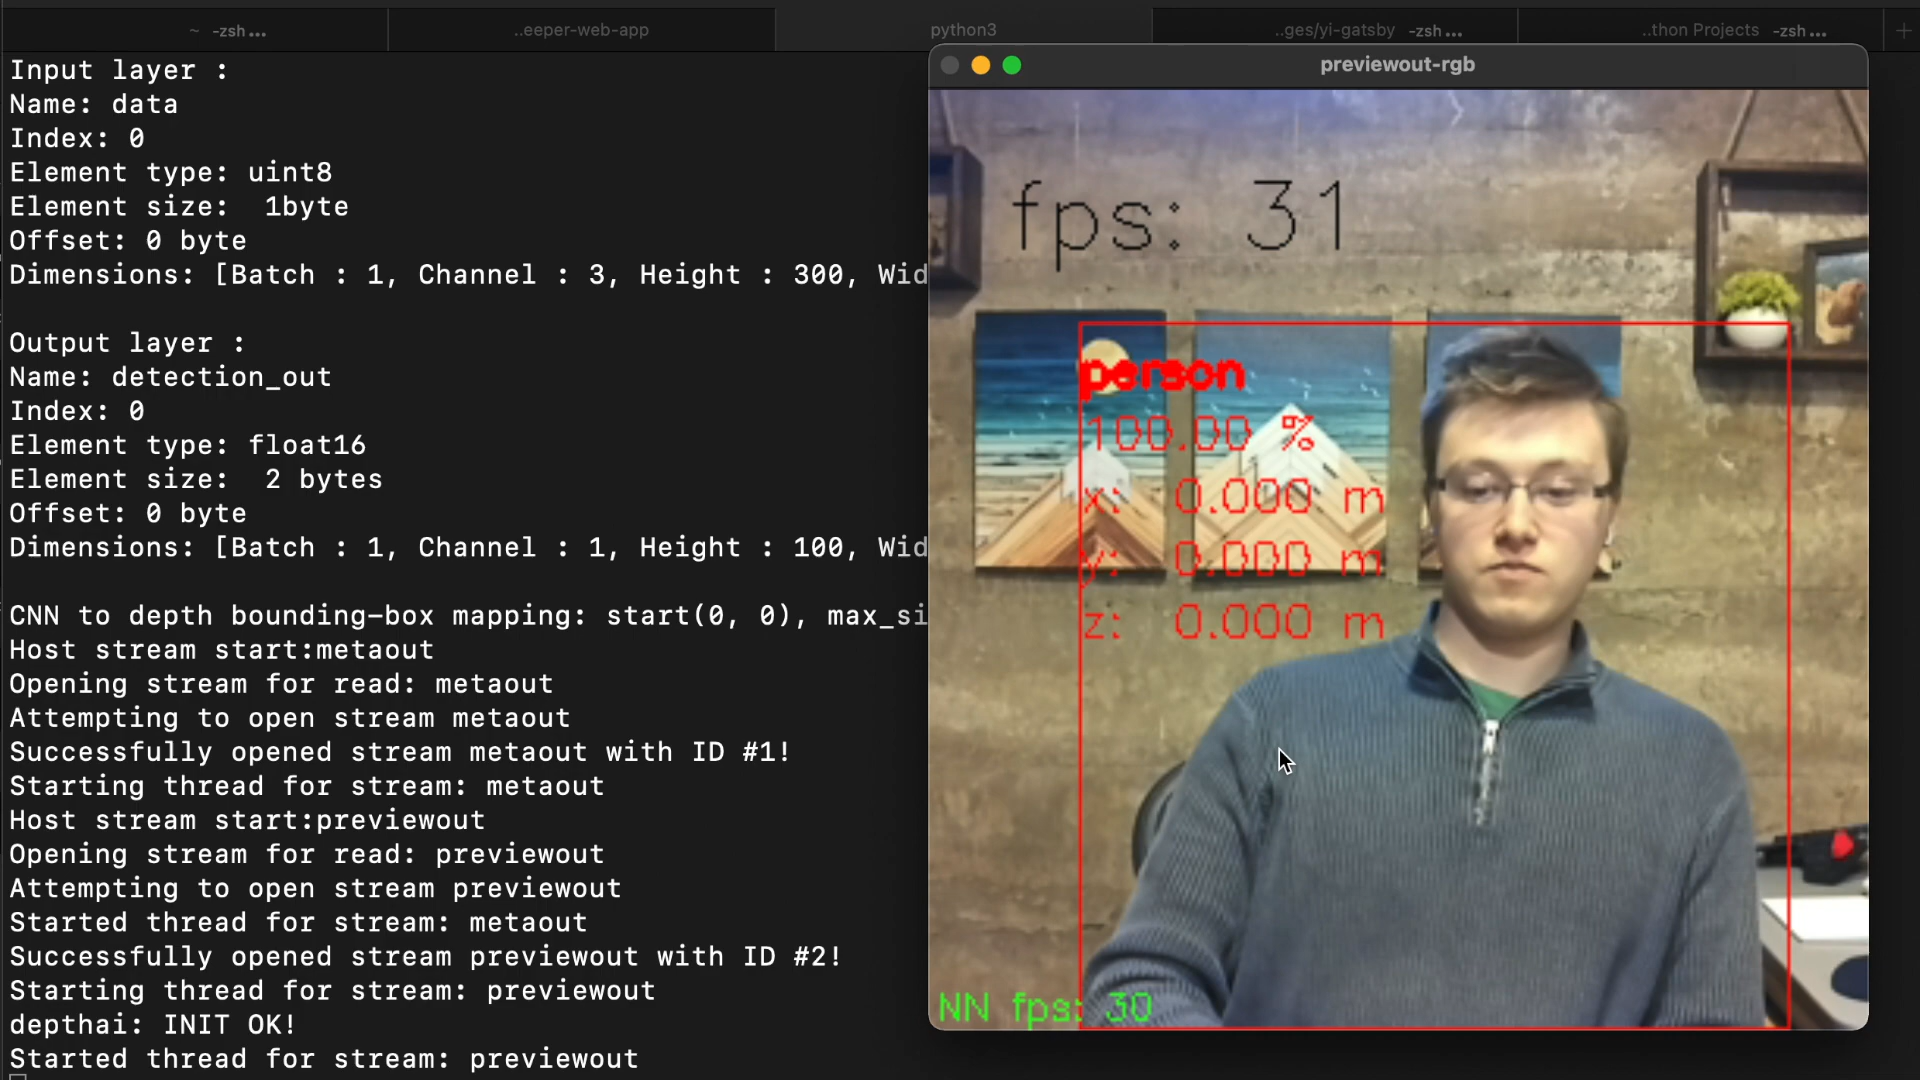 ~ -zsh...
..eeper-web-app
python3
..ges/yi-gatsby -zsh...
..thon Projects -zsh...
+
Input layer :
Name: data
Index: 0
Element type: uint8
Element size:  1byte
Offset: 0 byte
Dimensions: [Batch : 1, Channel : 3, Height : 300, Wid
Output layer :
Name: detection_out
Index: 0
Element type: float16
Element size:  2 bytes
Offset: 0 byte
Dimensions: [Batch : 1, Channel : 1, Height : 100, Wid
CNN to depth bounding-box mapping: start(0, 0), max_si
Host stream start:metaout
Opening stream for read: metaout
Attempting to open stream metaout
Successfully opened stream metaout with ID #1!
Starting thread for stream: metaout
Host stream start:previewout
Opening stream for read: previewout
Attempting to open stream previewout
Started thread for stream: metaout
Successfully opened stream previewout with ID #2!
Starting thread for stream: previewout
depthai: INIT OK!
Started thread for stream: previewout
previewout-rgb
fps: 31
person
100.00 %
x:  0.000 m
y:  0.000 m
z:  0.000 m
NN fps: 30